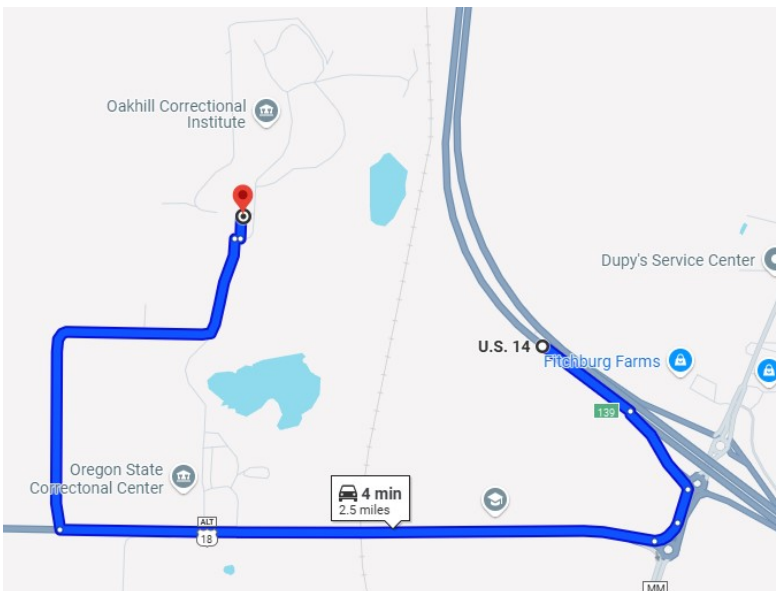 Oakhill Correctional
Institute
Dupy's Service Center
U.S. 14
Fitchburg Farms
139
Oregon State
Correctonal Center
4 min
2.5 miles
ALT
18
MM